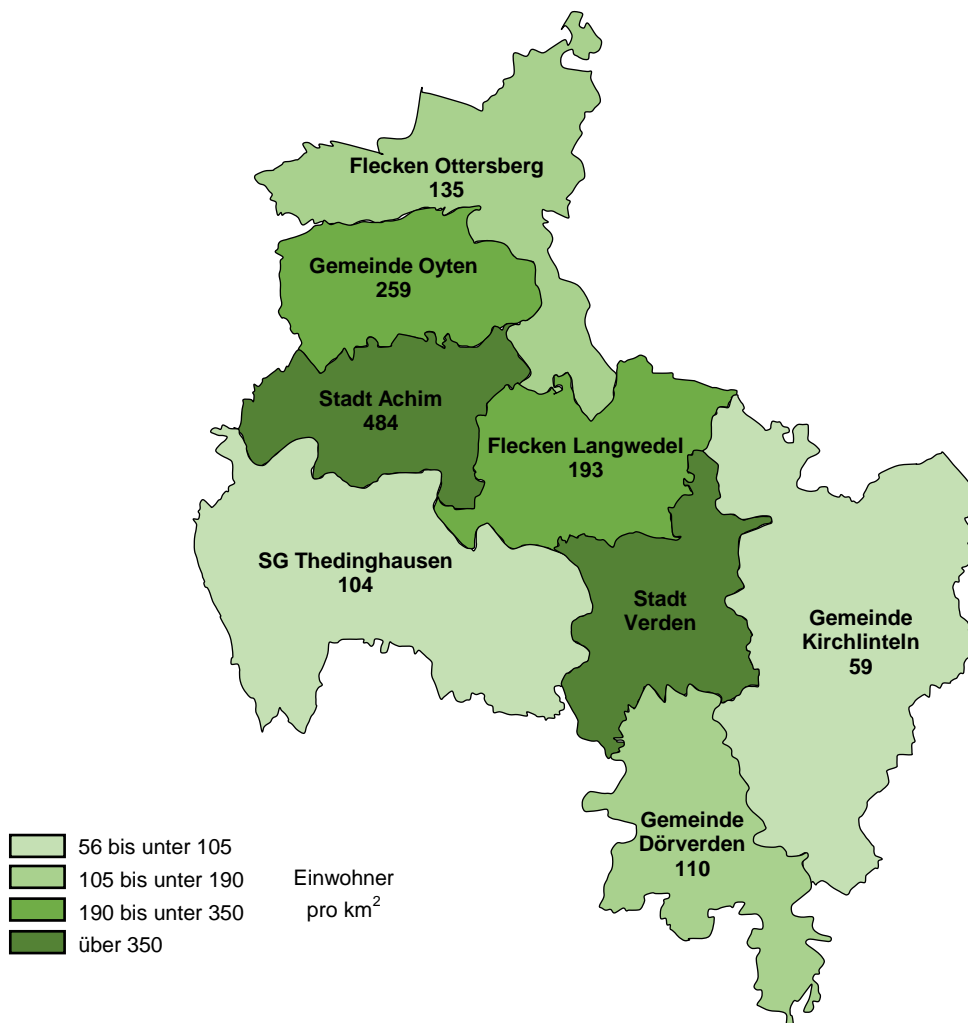 Flecken Ottersberg
135
Gemeinde Oyten
259
Stadt Achim
484
Flecken Langwedel
193
SG Thedinghausen
104
Stadt
Verden
Gemeinde
Kirchlinteln
59
Gemeinde
Dörverden
110
56 bis unter 105
105 bis unter 190
190 bis unter 350
über 350
Einwohner
pro km²